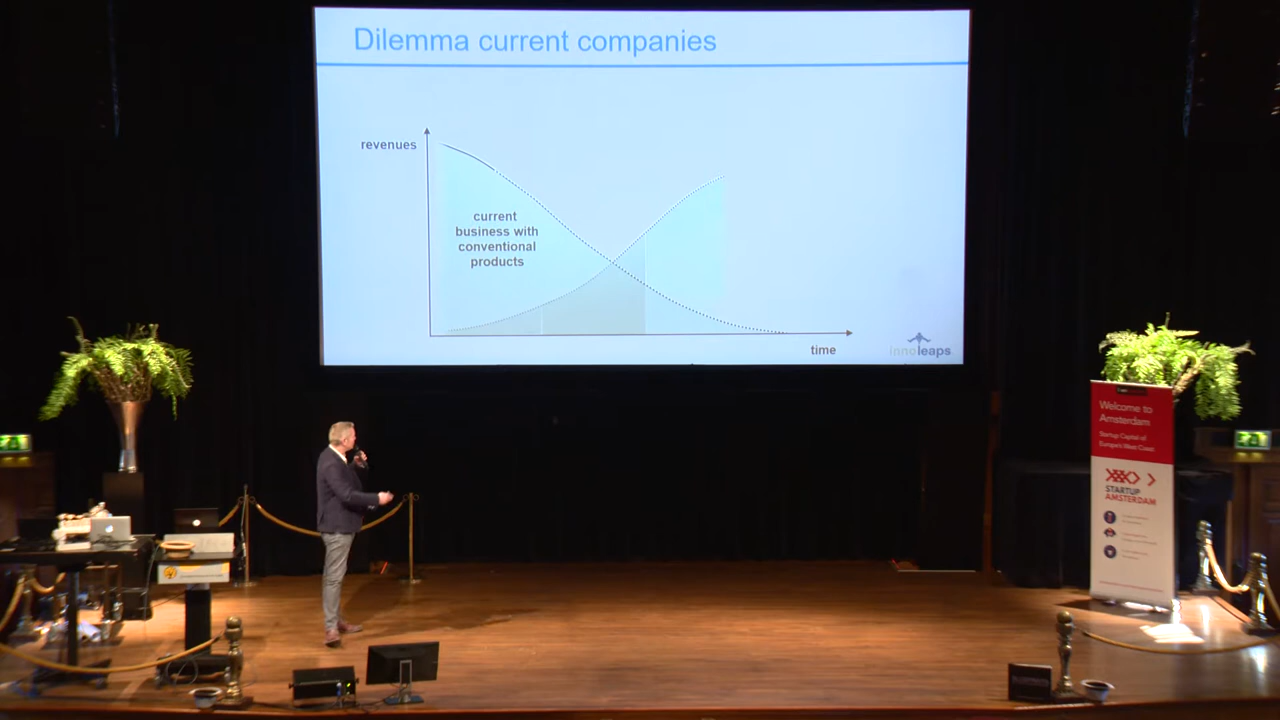 Dilemma current companies
revenues
current
business with
conventional
products
time
innoleaps
Welcome to
Amsterdam
Startup Capital of
Europe's West Coast
STARTUP
AMSTERDAM